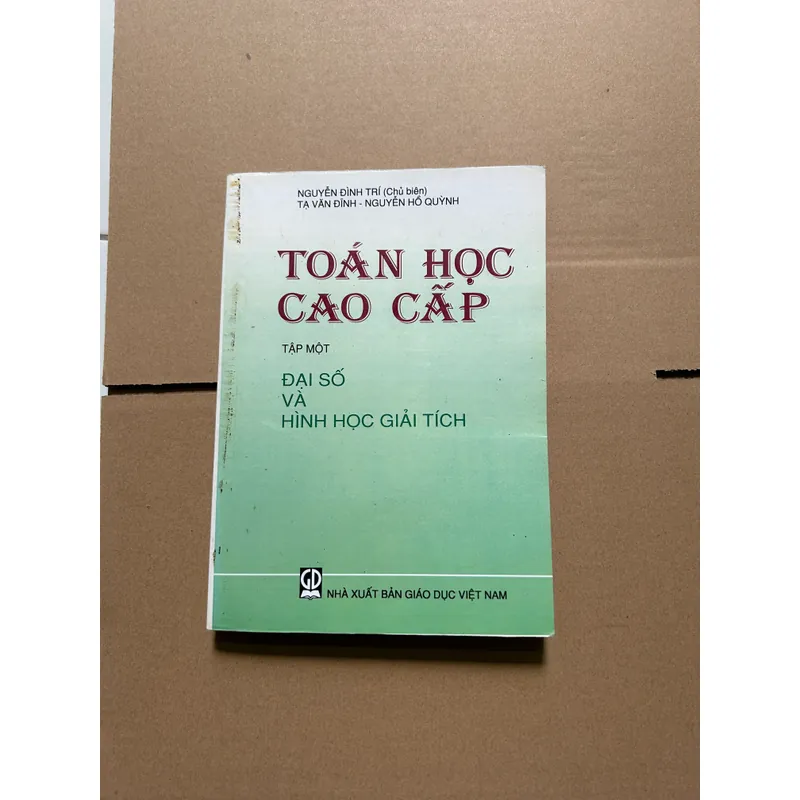 NGUYỄN ĐÌNH TRÍ (Chủ biên)
TẠ VĂN ĐĨNH - NGUYỄN HỒ QUỲNH
TOÁN HỌC
CAO CẤP
TẬP MỘT
ĐẠI SỐ
VÀ
HÌNH HỌC GIẢI TÍCH
GD
NHÀ XUẤT BẢN GIÁO DỤC VIỆT NAM